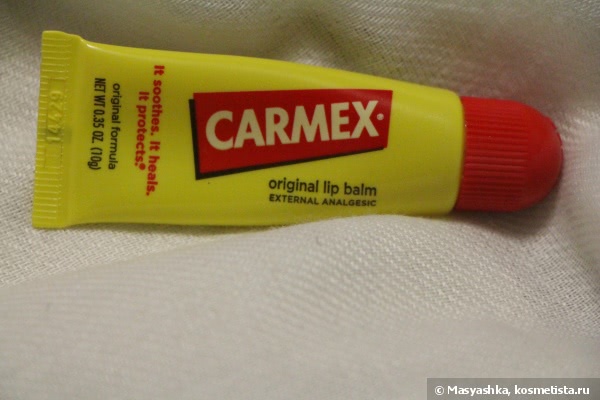 It soothes. It heals.
It protects.®
original formula
NET WT 0.35 OZ. (10g)
CARMEX®
original lip balm
EXTERNAL ANALGESIC
© Masyashka, kosmetista.ru